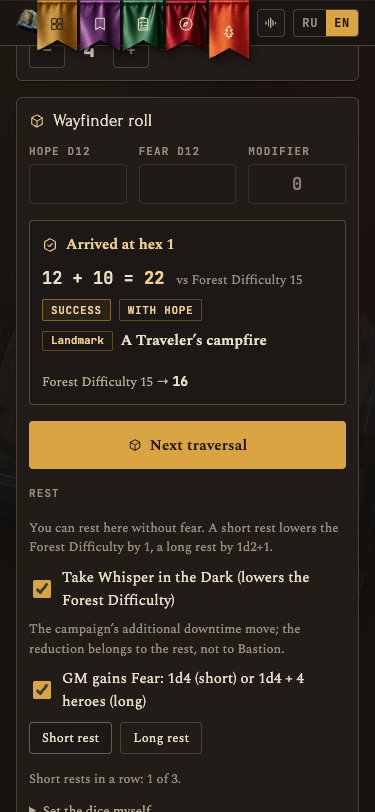 RU EN
− 4 +
Wayfinder roll
HOPE D12 FEAR D12 MODIFIER
0
Arrived at hex 1
12 + 10 = 22 vs Forest Difficulty 15
SUCCESS WITH HOPE
Landmark A Traveler’s campfire
Forest Difficulty 15 → 16
Next traversal
REST
You can rest here without fear. A short rest lowers the
Forest Difficulty by 1, a long rest by 1d2+1.
Take Whisper in the Dark (lowers the
Forest Difficulty)
The campaign’s additional downtime move; the
reduction belongs to the rest, not to Bastion.
GM gains Fear: 1d4 (short) or 1d4 + 4
heroes (long)
Short rest Long rest
Short rests in a row: 1 of 3.
▶ Set the dice myself